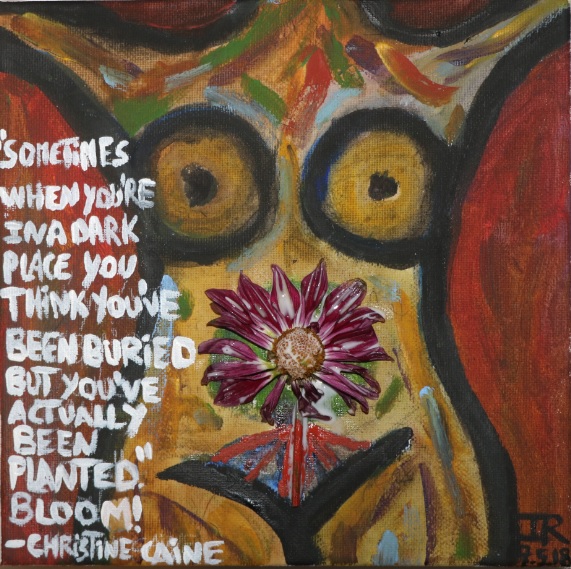 "SOMETIMES
WHEN YOU'RE
IN A DARK
PLACE YOU
THINK YOU'VE
BEEN BURIED
BUT YOU'VE
ACTUALLY
BEEN
PLANTED."
BLOOM!
-CHRISTINE CAINE
JR
7.5.18